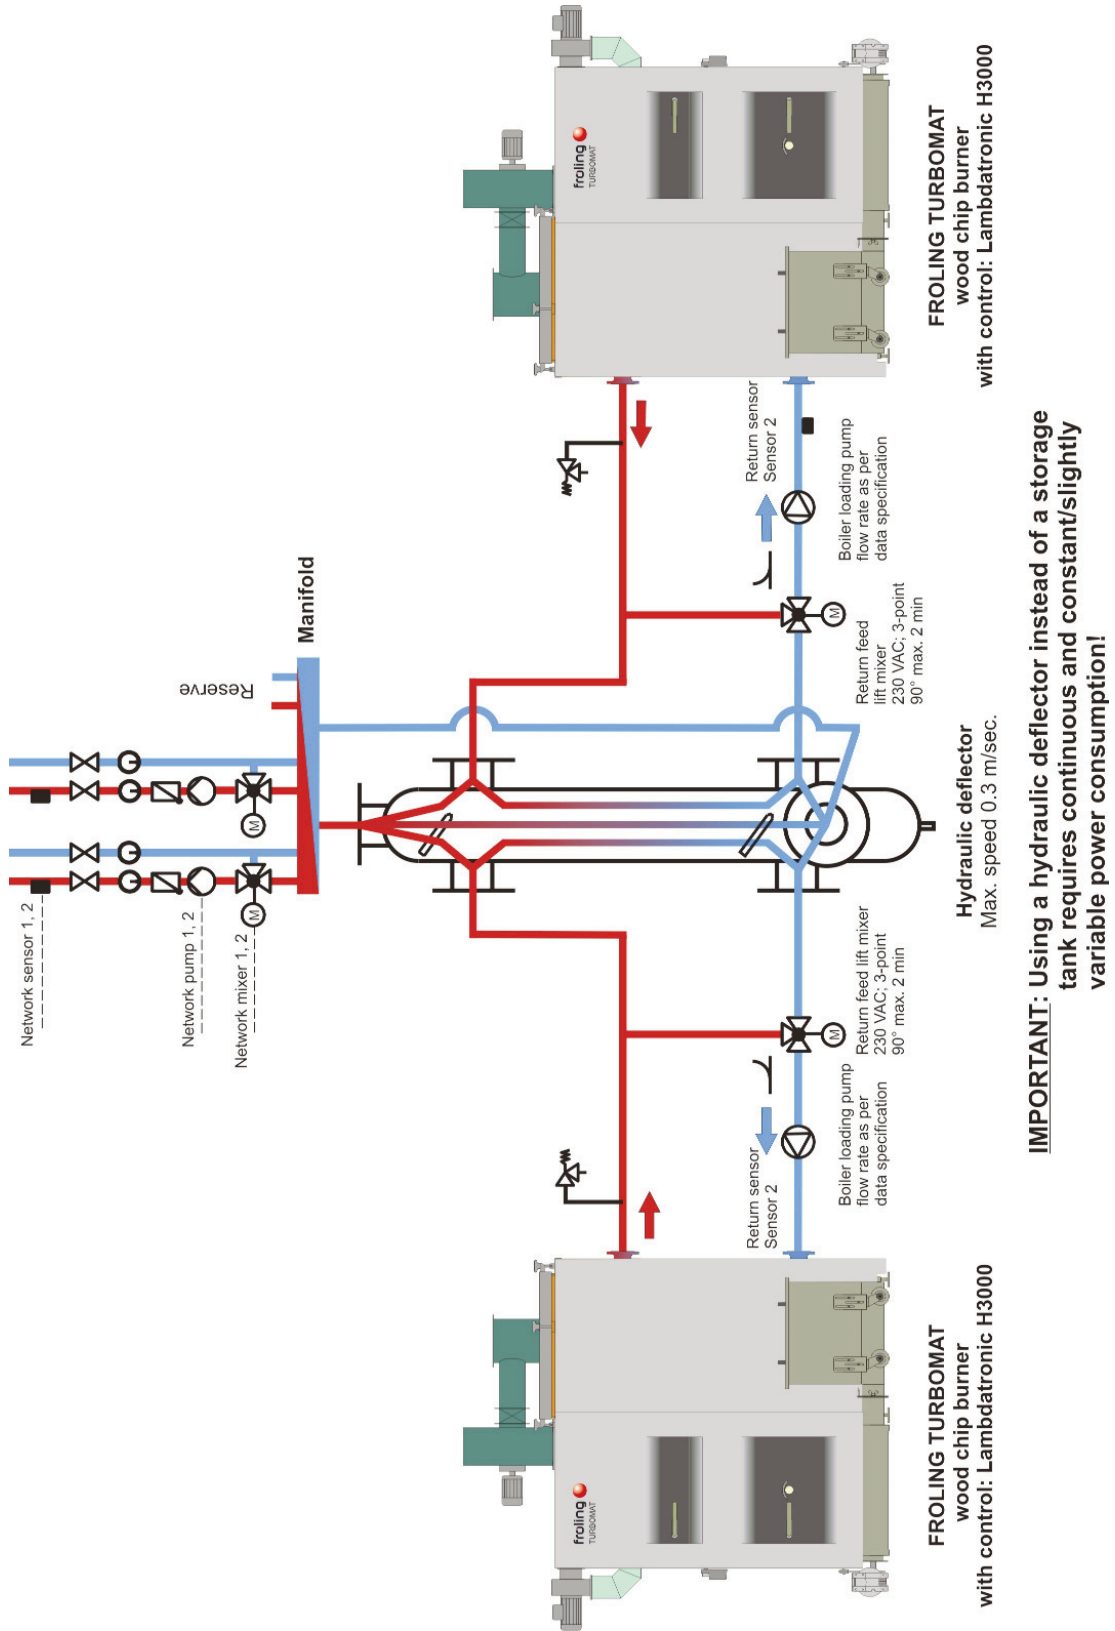 Network sensor 1, 2
Network pump 1, 2
Network mixer 1, 2
Reserve
Manifold
froling
TURBOMAT
froling
TURBOMAT
Return sensor
Sensor 2
Return sensor
Sensor 2
Boiler loading pump
flow rate as per
data specification
Return feed lift mixer
230 VAC; 3-point
90° max. 2 min
Return feed
lift mixer
230 VAC; 3-point
90° max. 2 min
Boiler loading pump
flow rate as per
data specification
M
M
M
M
Hydraulic deflector
Max. speed 0.3 m/sec.
FROLING TURBOMAT
wood chip burner
with control: Lambdatronic H3000
FROLING TURBOMAT
wood chip burner
with control: Lambdatronic H3000
IMPORTANT: Using a hydraulic deflector instead of a storage
tank requires continuous and constant/slightly
variable power consumption!